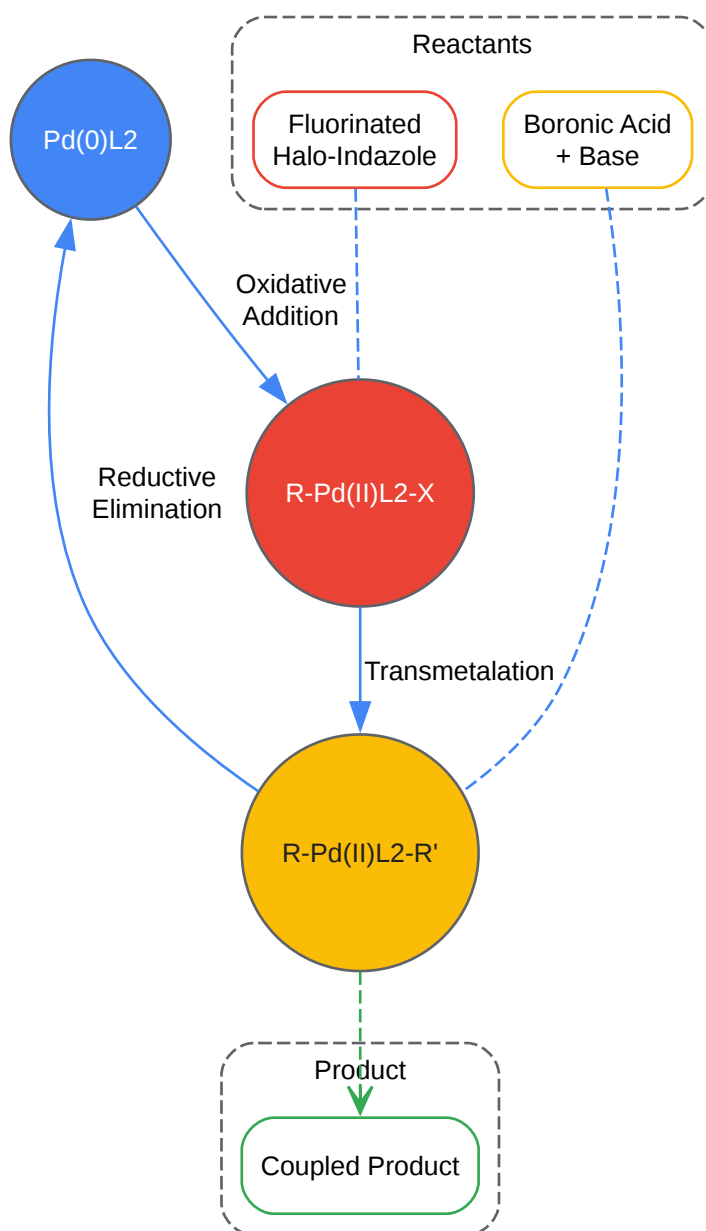 Reactants
Pd(0)L2
Fluorinated
Halo-Indazole
Boronic Acid
+ Base
Oxidative
Addition
Reductive
Elimination
R-Pd(II)L2-X
Transmetalation
R-Pd(II)L2-R'
Product
Coupled Product